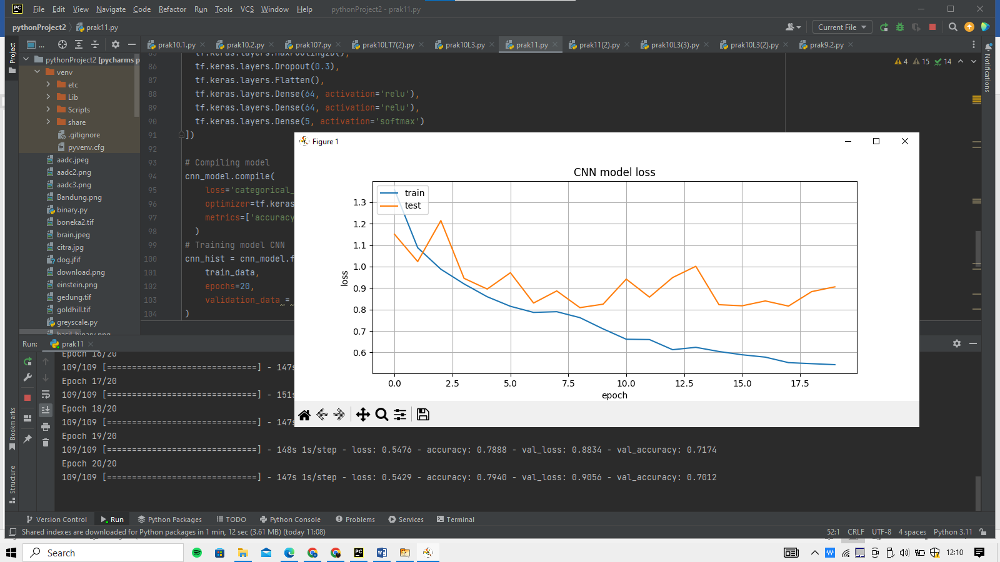 PC File Edit View Navigate Code Refactor Run Tools VCS Window Help pythonProject2 - prak11.py
pythonProject2 prak11.py Current File
Project ... prak10.1.py prak10.2.py prak107.py prak10LT7(2).py prak10L3.py prak11.py prak11(2).py prak10L3(3).py prak10L3(2).py prak9.2.py
Notifications
pythonProject2 [pycharms p
venv
etc
Lib
Scripts
share
.gitignore
pyvenv.cfg
aadc.jpeg
aadc2.png
aadc3.png
Bandung.png
binary.py
boneka2.tif
brain.jpeg
citra.jpg
dog.jfif
download.png
einstein.png
gedung.tif
goldhill.tif
greyscale.py
4 15 14
86 tf.keras.layers.Dropout(0.3),
87 tf.keras.layers.Flatten(),
88 tf.keras.layers.Dense(64, activation='relu'),
89 tf.keras.layers.Dense(64, activation='relu'),
90 tf.keras.layers.Dense(5, activation='softmax')
91 ])
92
93 # Compiling model
94 cnn_model.compile(
95 loss='categorical_
96 optimizer=tf.keras
97 metrics=['accuracy
98 )
99 # Training model CNN
100 cnn_hist = cnn_model.f
101 train_data,
102 epochs=20,
103 validation_data =
104 )
Figure 1
CNN model loss
train
test
loss
1.3
1.2
1.1
1.0
0.9
0.8
0.7
0.6
0.0 2.5 5.0 7.5 10.0 12.5 15.0 17.5
epoch
Run: prak11
Epoch 16/20
109/109 [==============================] - 147s
Epoch 17/20
109/109 [==============================] - 151s
Epoch 18/20
109/109 [==============================] - 147s
Epoch 19/20
109/109 [==============================] - 148s 1s/step - loss: 0.5476 - accuracy: 0.7888 - val_loss: 0.8834 - val_accuracy: 0.7174
Epoch 20/20
109/109 [==============================] - 147s 1s/step - loss: 0.5429 - accuracy: 0.7940 - val_loss: 0.9056 - val_accuracy: 0.7012
Bookmarks
Structure
Version Control Run Python Packages TODO Python Console Problems Services Terminal
Shared indexes are downloaded for Python packages in 1 min, 12 sec (3.61 MB) (today 11:08) 52:1 CRLF UTF-8 4 spaces Python 3.11
Search PC W 12:10